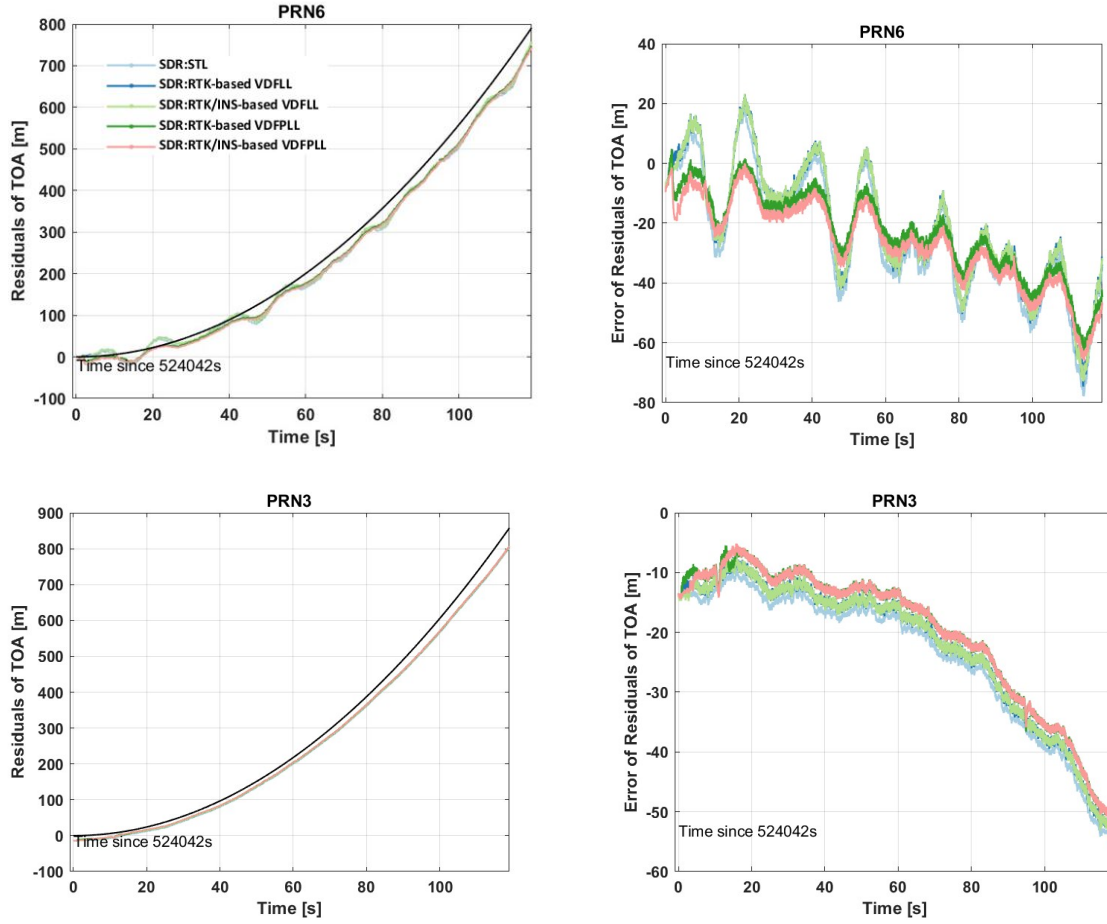 PRN6
Residuals of TOA [m]
800
700
600
500
400
300
200
100
0
-100
SDR:STL
SDR:RTK-based VDFLL
SDR:RTK/INS-based VDFLL
SDR:RTK-based VDFPLL
SDR:RTK/INS-based VDFPLL
Time since 524042s
0 20 40 60 80 100
Time [s]
PRN6
Error of Residuals of TOA [m]
40
20
0
-20
-40
-60
-80
Time since 524042s
0 20 40 60 80 100
Time [s]
PRN3
Residuals of TOA [m]
900
800
700
600
500
400
300
200
100
0
-100
Time since 524042s
0 20 40 60 80 100
Time [s]
PRN3
Error of Residuals of TOA [m]
0
-10
-20
-30
-40
-50
-60
Time since 524042s
0 20 40 60 80 100
Time [s]